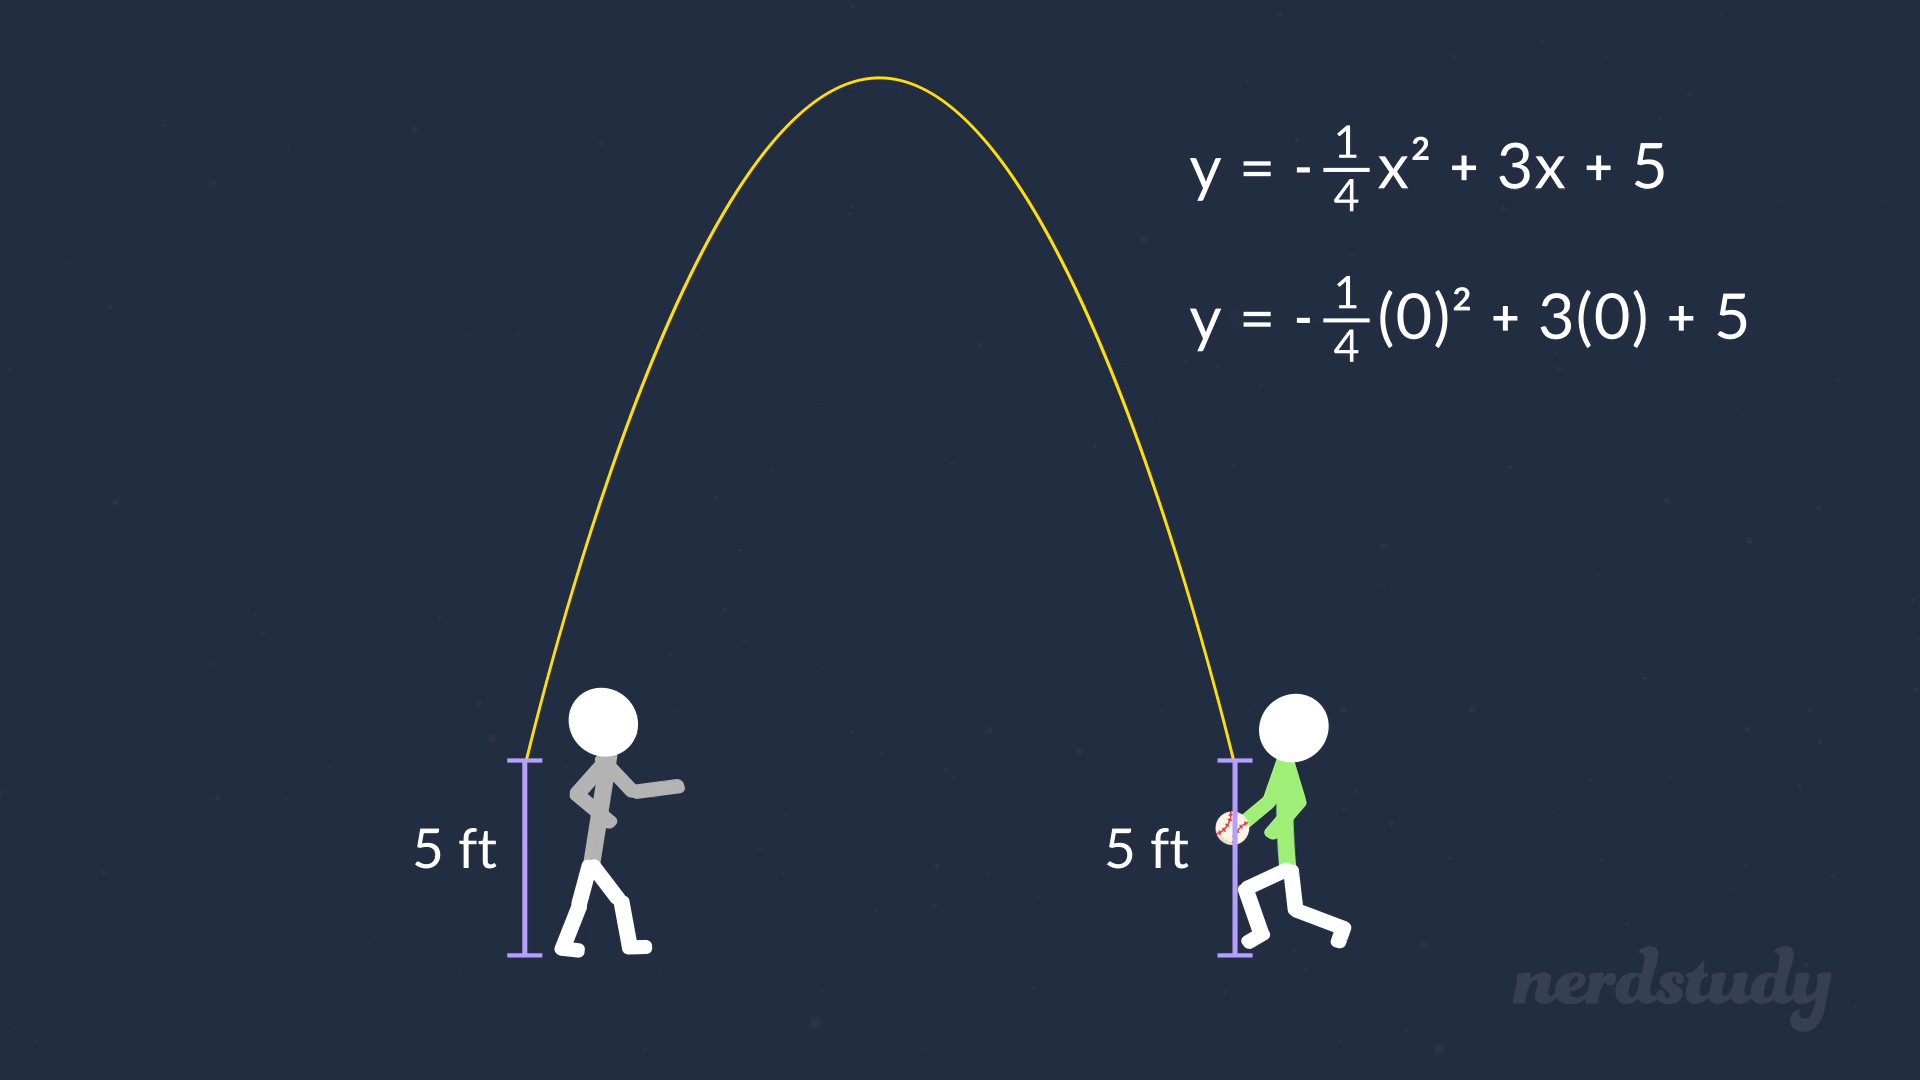 y = -1/4x² + 3x + 5
y = -1/4(0)² + 3(0) + 5
5 ft
5 ft
nerdstudy